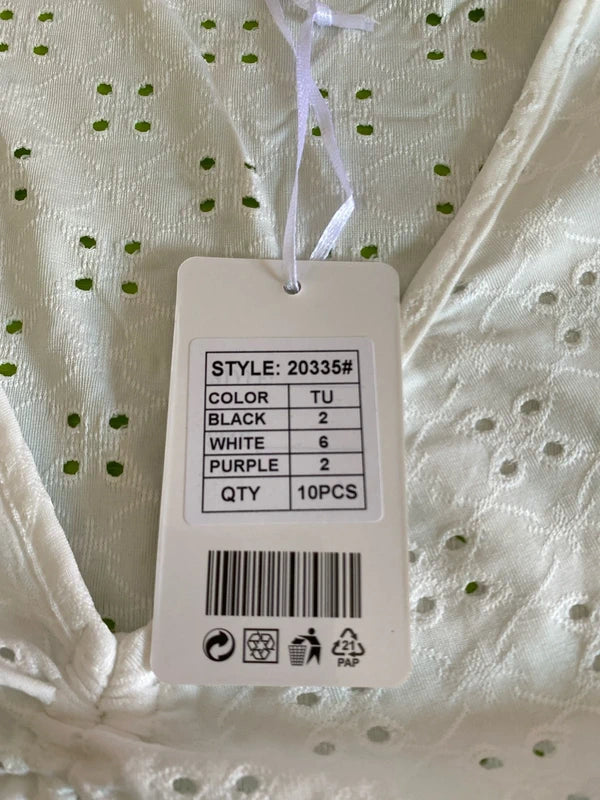 STYLE: 20335#
COLOR TU
BLACK 2
WHITE 6
PURPLE 2
QTY 10PCS
21
PAP